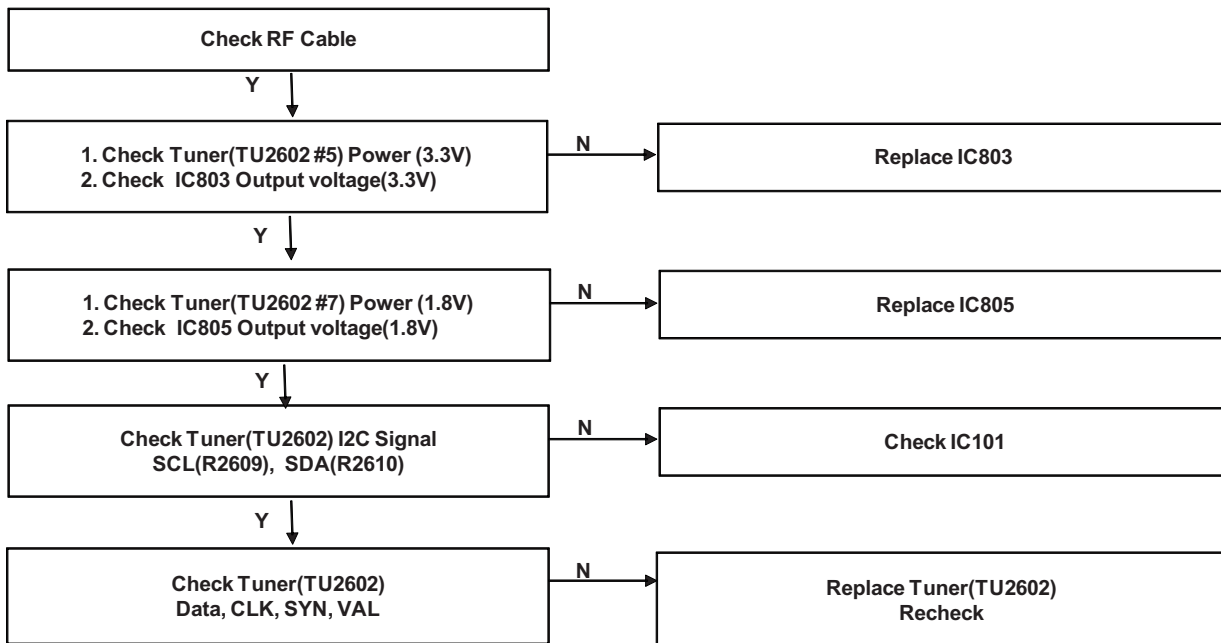 Check RF Cable
Y
1. Check Tuner(TU2602 #5) Power (3.3V)
2. Check IC803 Output voltage(3.3V)
N
Replace IC803
Y
1. Check Tuner(TU2602 #7) Power (1.8V)
2. Check IC805 Output voltage(1.8V)
N
Replace IC805
Y
Check Tuner(TU2602) I2C Signal
SCL(R2609), SDA(R2610)
N
Check IC101
Y
Check Tuner(TU2602)
Data, CLK, SYN, VAL
N
Replace Tuner(TU2602)
Recheck